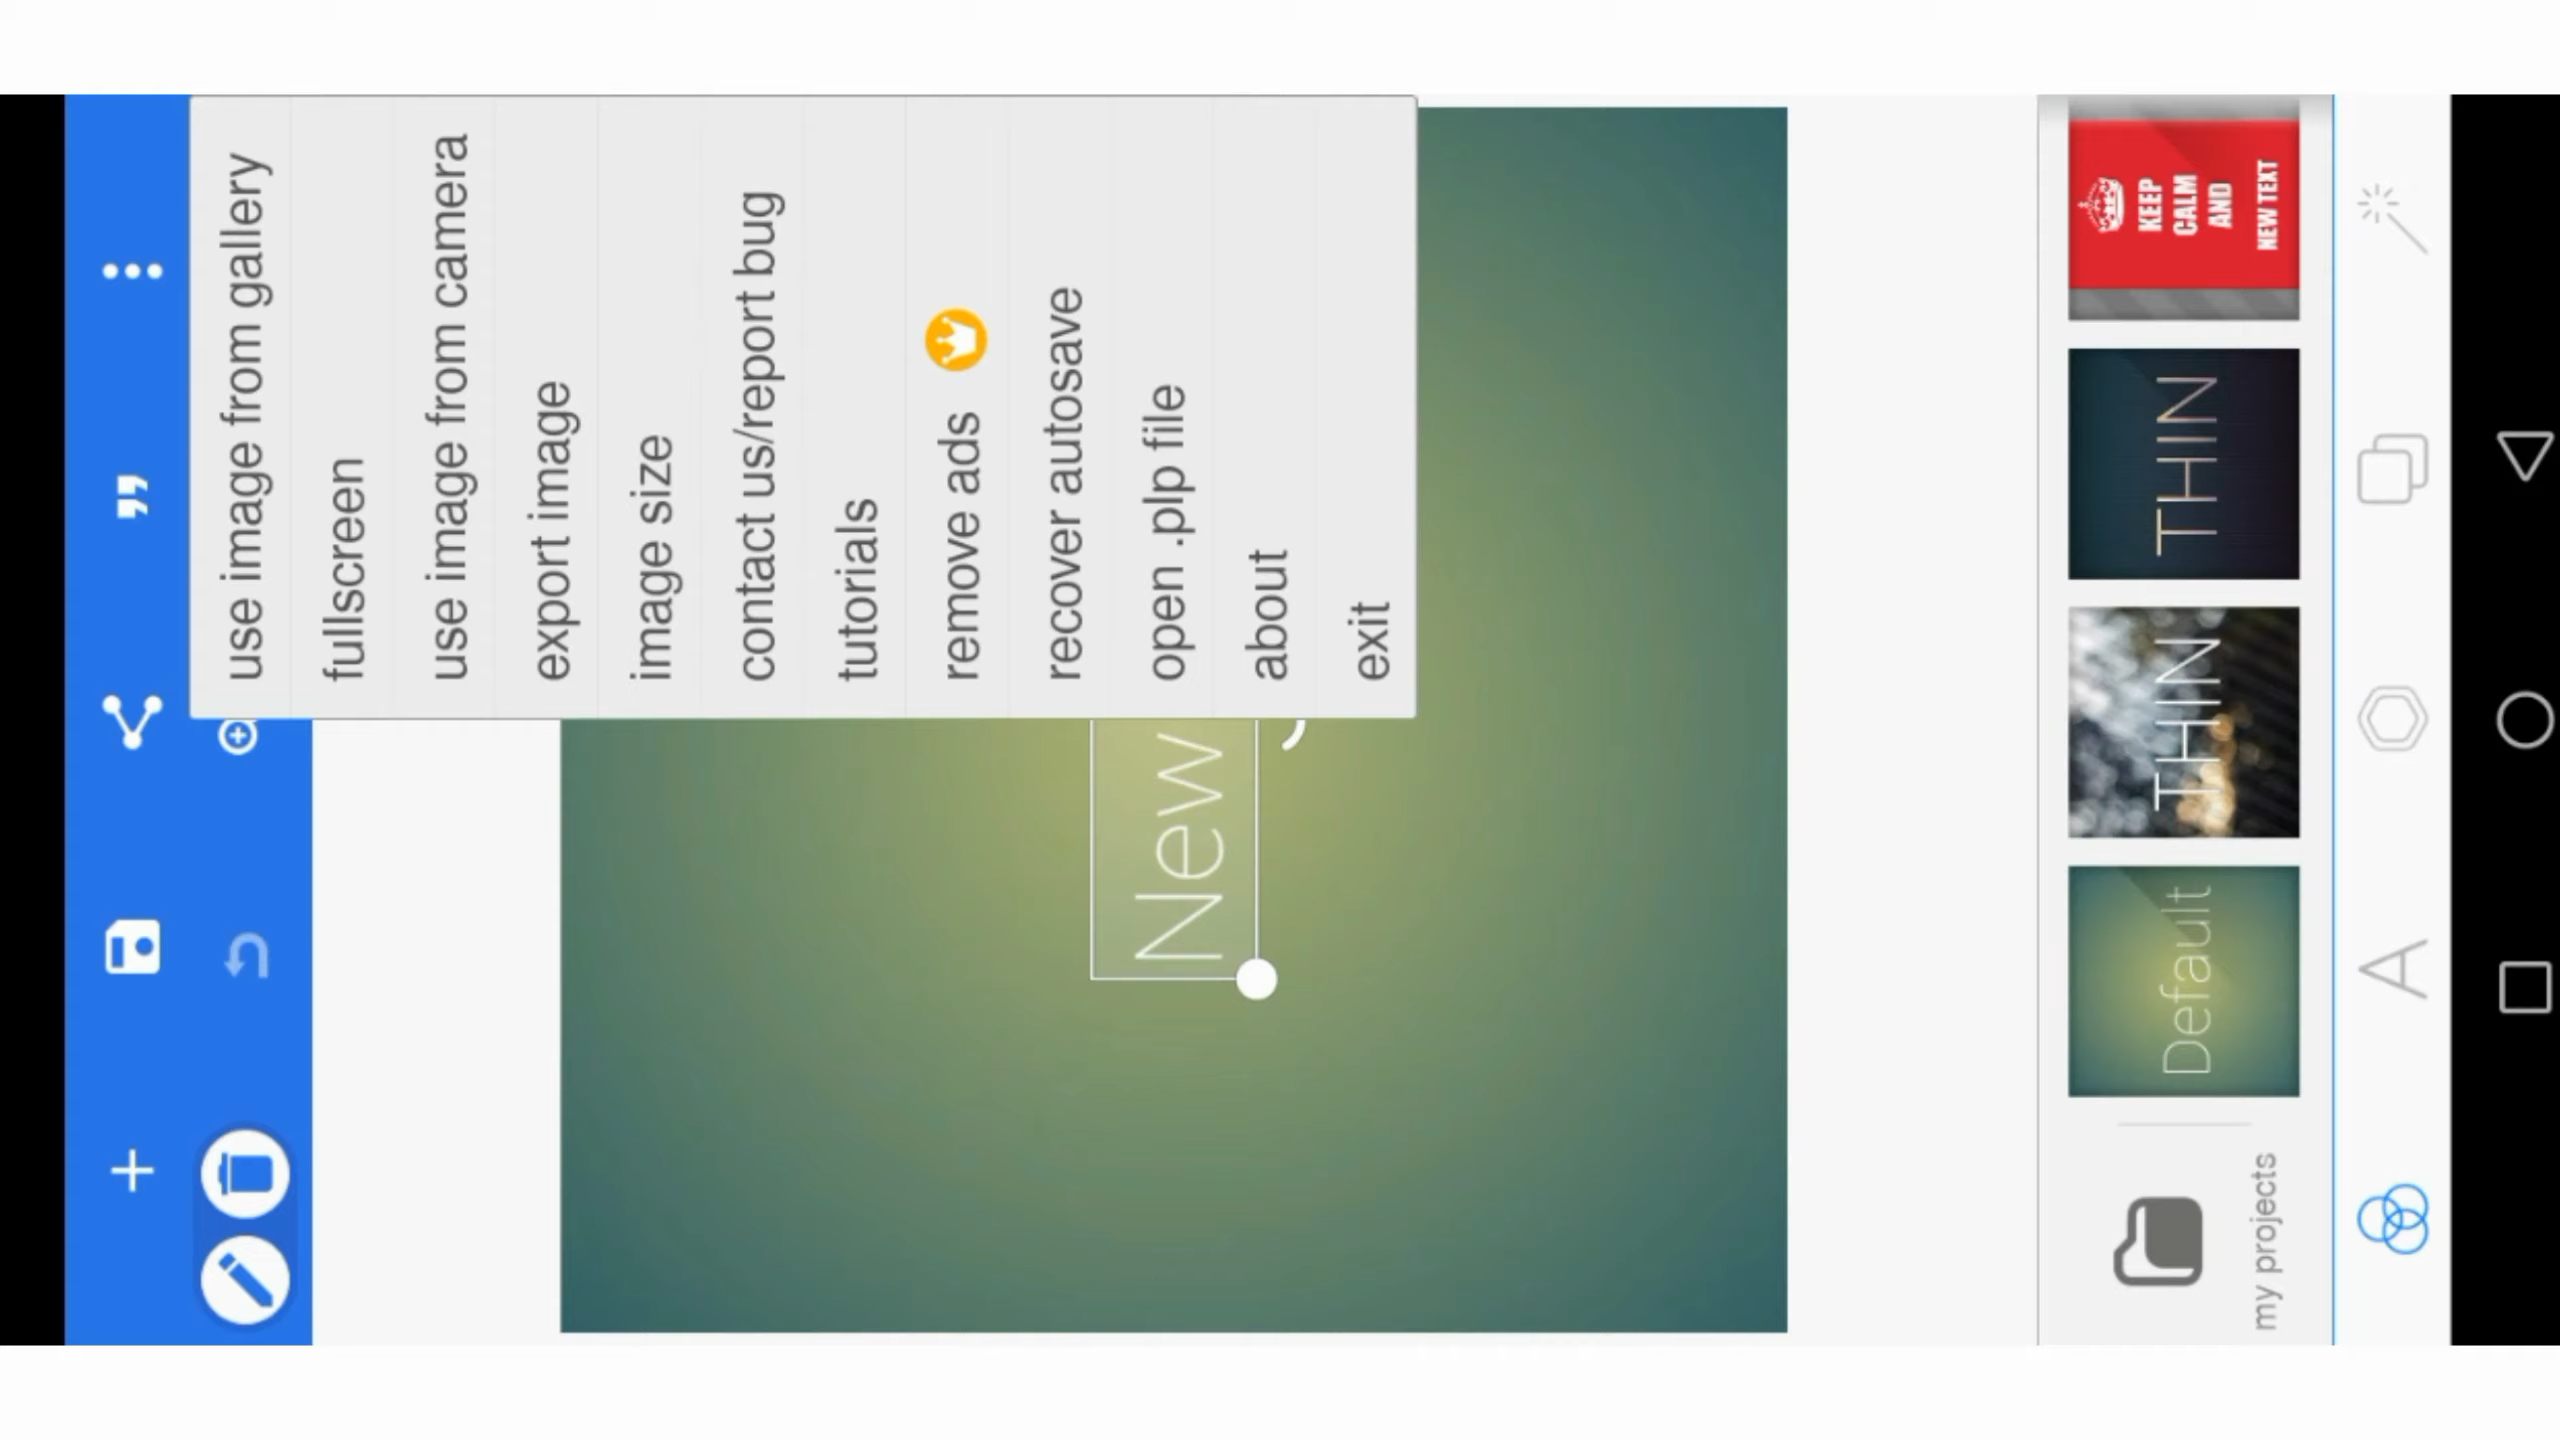 use image from gallery
fullscreen
use image from camera
export image
image size
contact us/report bug
tutorials
remove ads
recover autosave
open .plp file
about
exit
New
my projects
Default
THIN
THIN
KEEP
CALM
AND
NEW TEXT